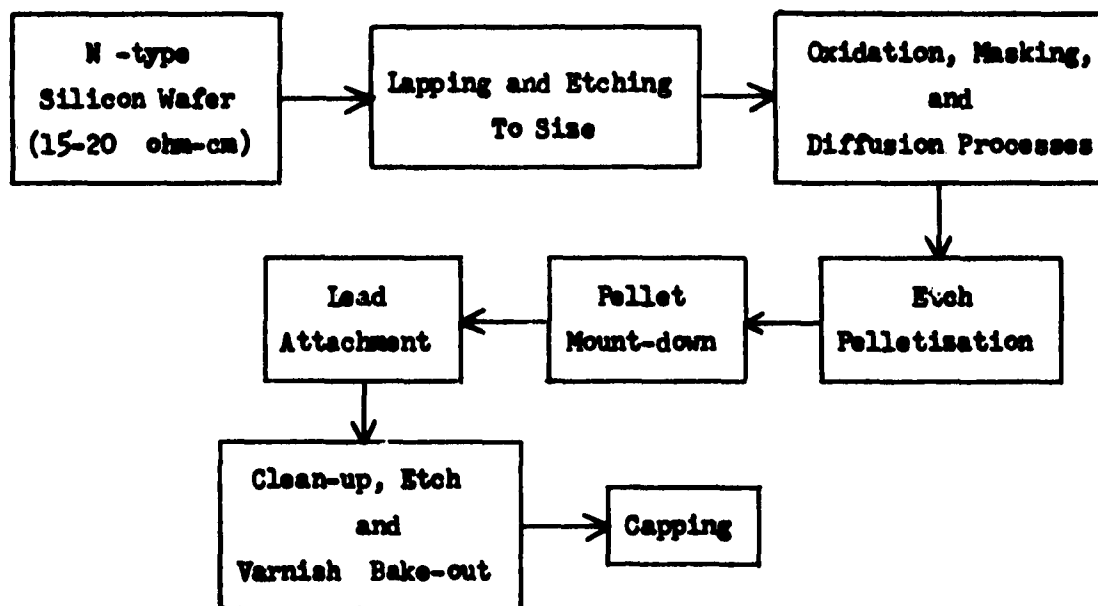 N -type
Silicon Wafer
(15-20 ohm-cm)
Lapping and Etching
To Size
Oxidation, Masking,
and
Diffusion Processes
Etch
Pelletization
Pellet
Mount-down
Lead
Attachment
Clean-up, Etch
and
Varnish Bake-out
Capping